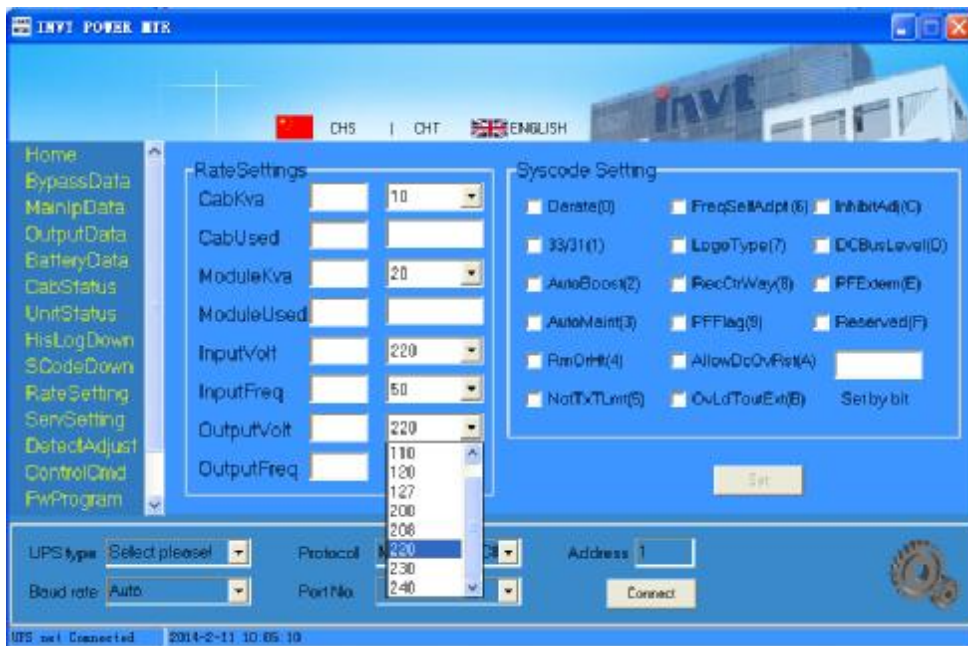 INVT POWER MTR
invt
CHS | CHT ENGLISH
Home
BypassData
MainIpData
OutputData
BatteryData
CabStatus
UnitStatus
HisLogDown
SCodeDown
RateSetting
ServSetting
DetectAdjust
ControlCmd
FwProgram
RateSettings
CabKva 10
CabUsed
ModuleKva 20
ModuleUsed
InputVolt 220
InputFreq 50
OutputVolt 220
OutputFreq
110
120
127
200
208
220
230
240
Syscode Setting
Derate(0) FreqSelfAdpt(6) InhibitAdj(C)
33/31(1) LogoType(7) DCBusLevel(D)
AutoBoost(2) RecCtrWay(8) PFExtern(E)
AutoMaint(3) PFFlag(9) Reserved(F)
RmOrHt(4) AllowDcOvRst(A)
NotTxTLmt(5) OvLdToutExt(B) Set by bit
Set
UPS type Select please! Protocol Address 1
Baud rate Auto Port No. Connect
UPS not Connected 2014-2-11 10:05:10